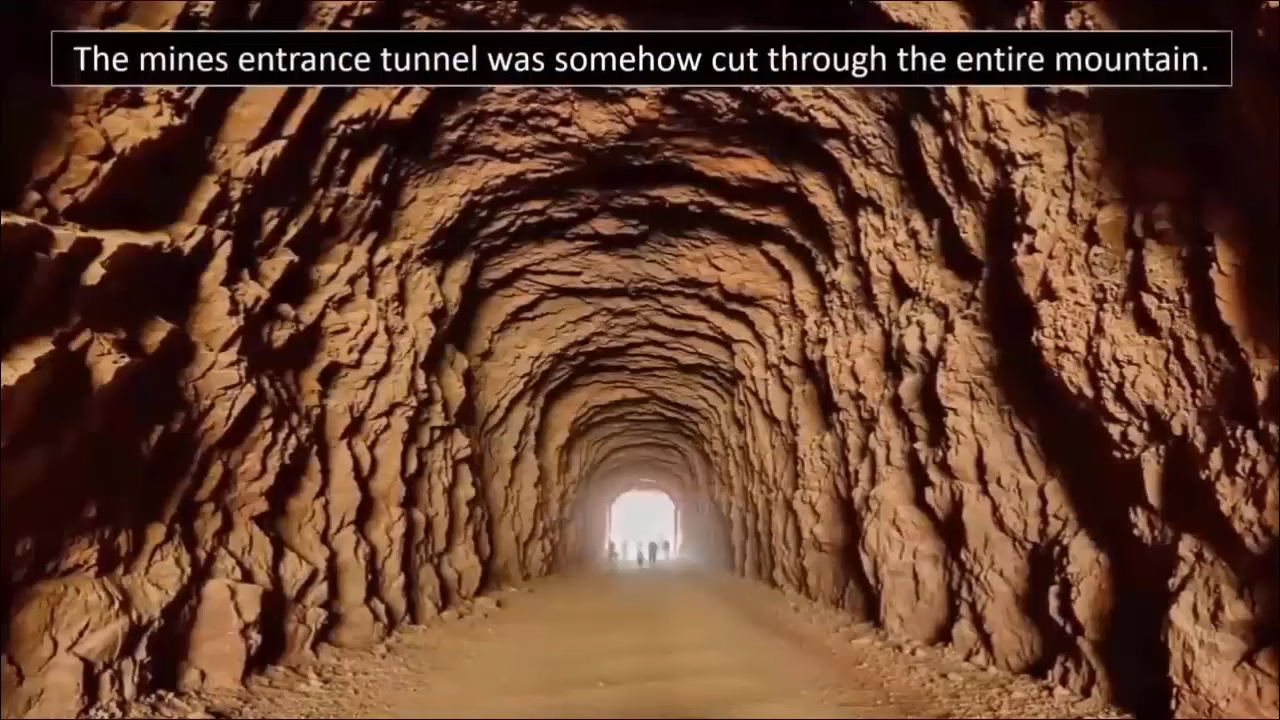 The mines entrance tunnel was somehow cut through the entire mountain.